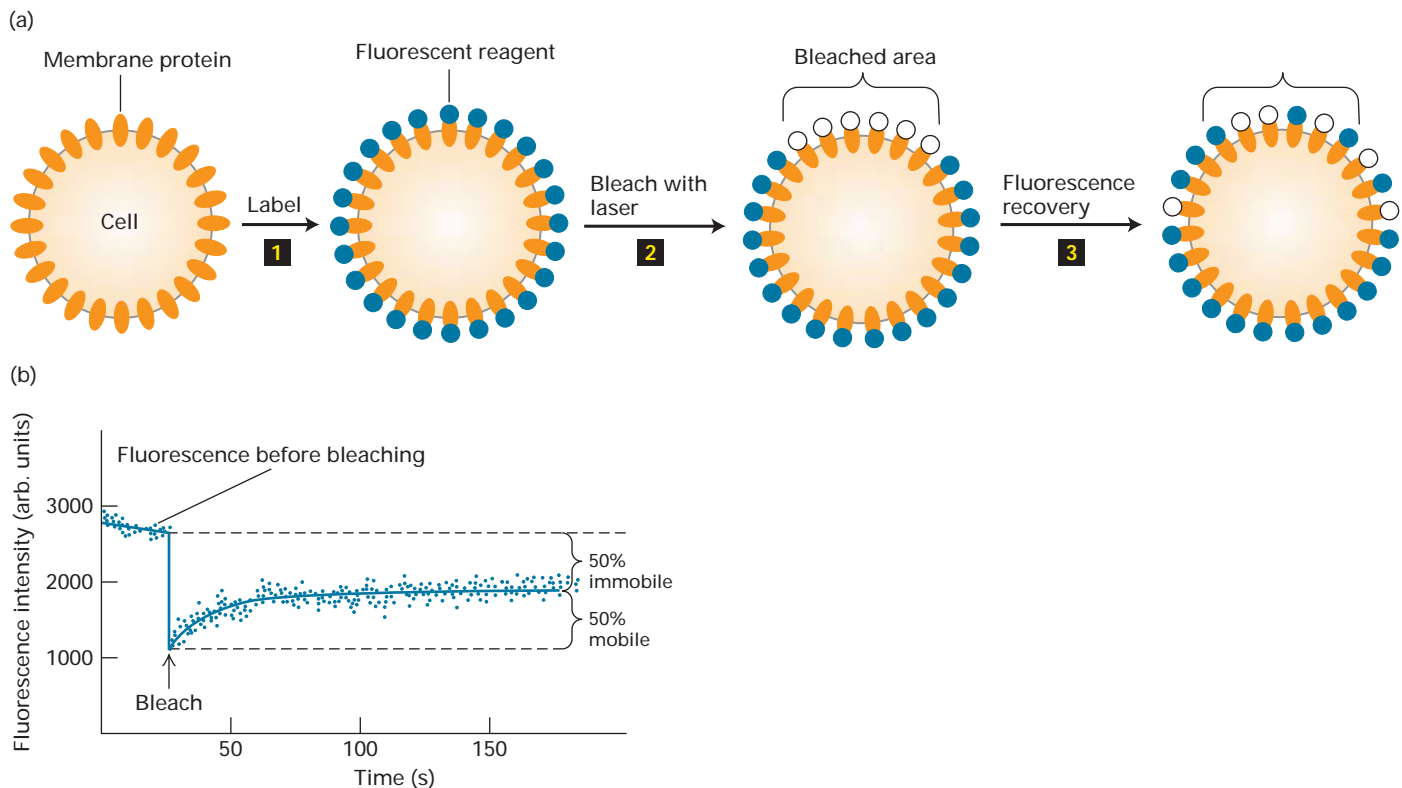 (a)
Membrane protein
Cell
Label
1
Fluorescent reagent
Bleach with
laser
2
Bleached area
Fluorescence
recovery
3
(b)
Fluorescence intensity (arb. units)
3000
2000
1000
Fluorescence before bleaching
50%
immobile
50%
mobile
Bleach
50
100
150
Time (s)